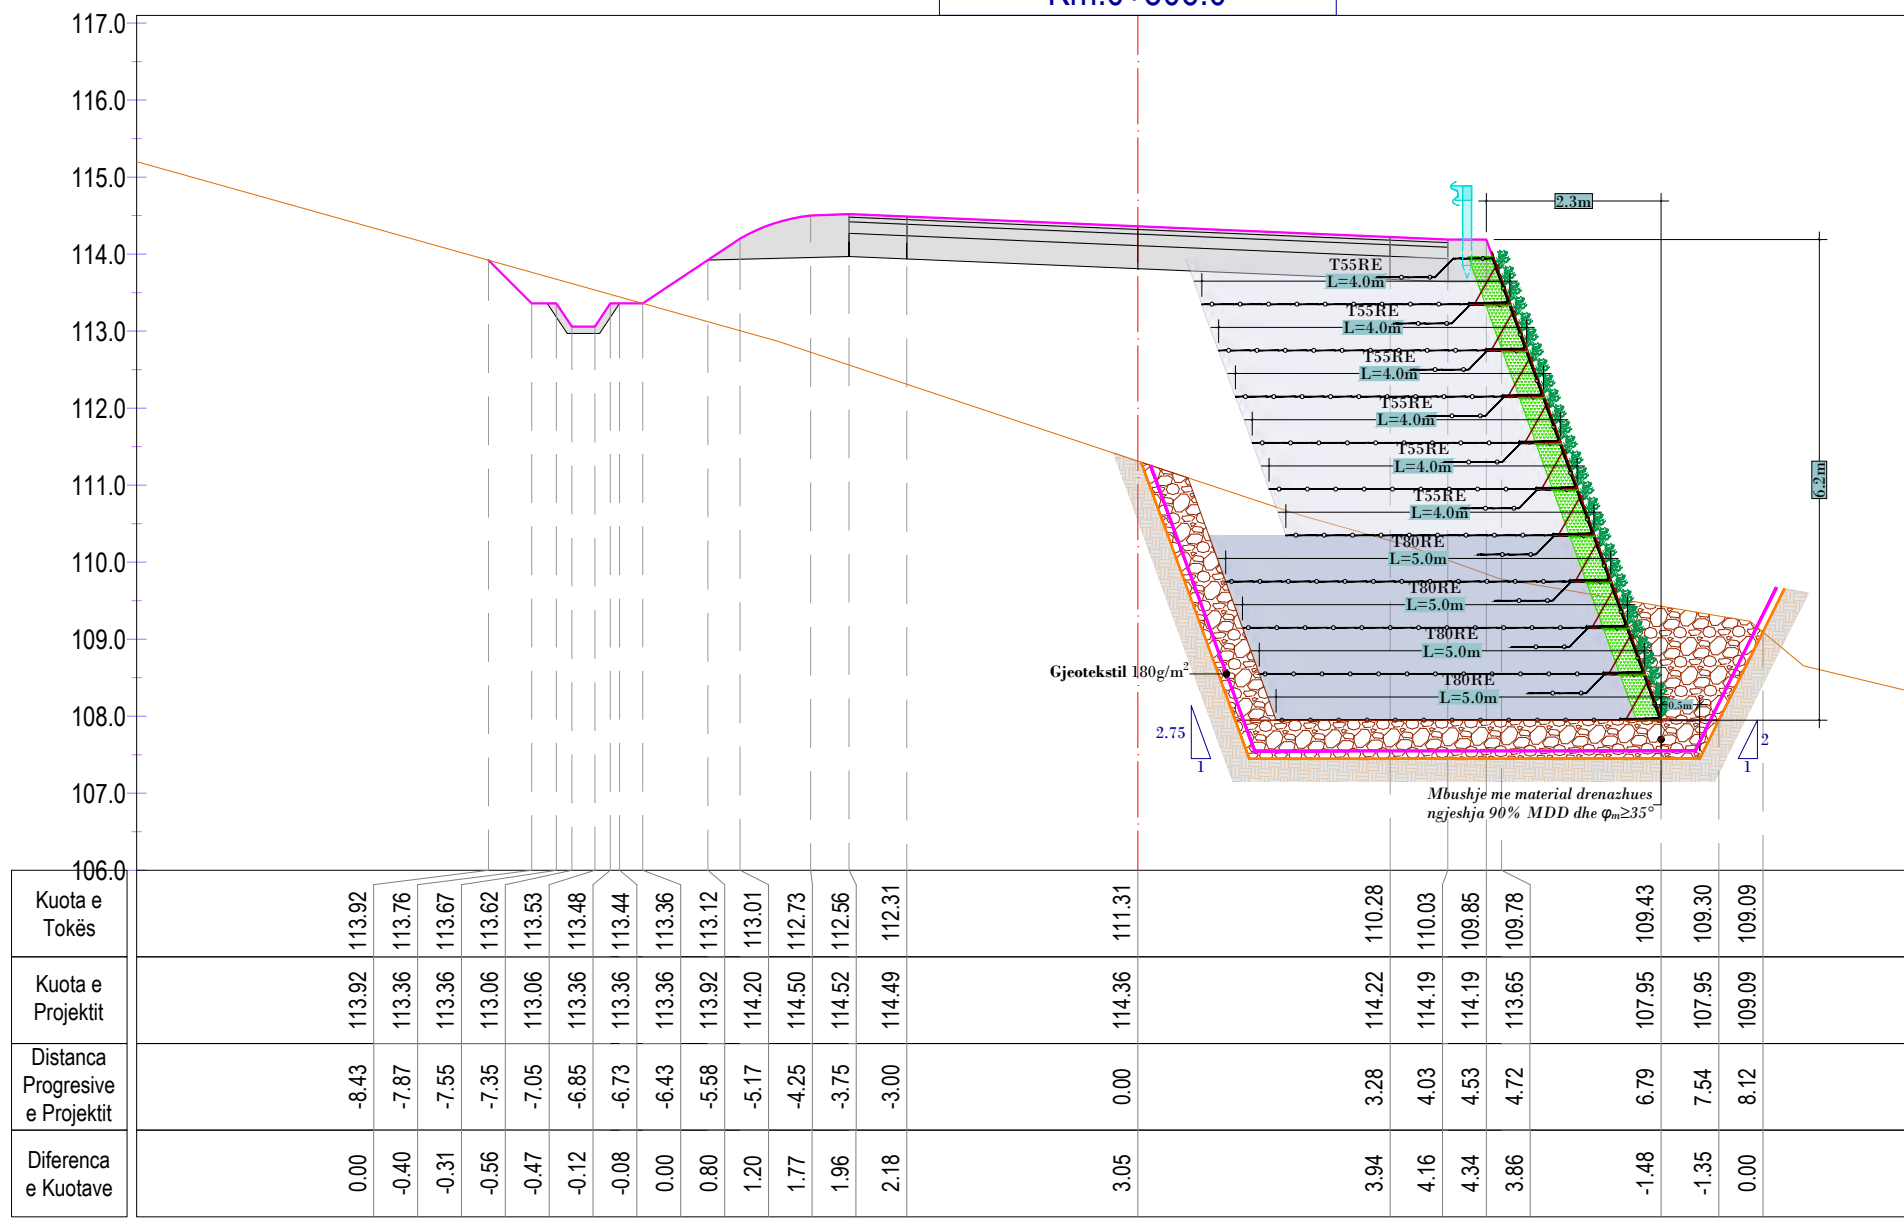 117.0
116.0
115.0
114.0
113.0
112.0
111.0
110.0
109.0
108.0
107.0
106.0
2.3m
6.2m
T55RE
L=4.0m
T55RE
L=4.0m
T55RE
L=4.0m
T55RE
L=4.0m
T55RE
L=4.0m
T55RE
L=4.0m
T80RE
L=5.0m
T80RE
L=5.0m
T80RE
L=5.0m
T80RE
L=5.0m
0.5m
Gjeotekstil 180g/m²
2.75
1
2
1
Mbushje me material drenazhues
ngjeshja 90% MDD dhe φm≥35°
Kuota e
Tokës
113.92 113.76 113.67 113.62 113.53 113.48 113.44 113.36 113.12 113.01 112.73 112.56 112.31 111.31 110.28 110.03 109.85 109.78 109.43 109.30 109.09
Kuota e
Projektit
113.92 113.36 113.36 113.06 113.06 113.36 113.36 113.36 113.92 114.20 114.50 114.52 114.49 114.36 114.22 114.19 114.19 113.65 107.95 107.95 109.09
Distanca
Progresive
e Projektit
-8.43 -7.87 -7.55 -7.35 -7.05 -6.85 -6.73 -6.43 -5.58 -5.17 -4.25 -3.75 -3.00 0.00 3.28 4.03 4.53 4.72 6.79 7.54 8.12
Diferenca
e Kuotave
0.00 -0.40 -0.31 -0.56 -0.47 -0.12 -0.08 0.00 0.80 1.20 1.77 1.96 2.18 3.05 3.94 4.16 4.34 3.86 -1.48 -1.35 0.00